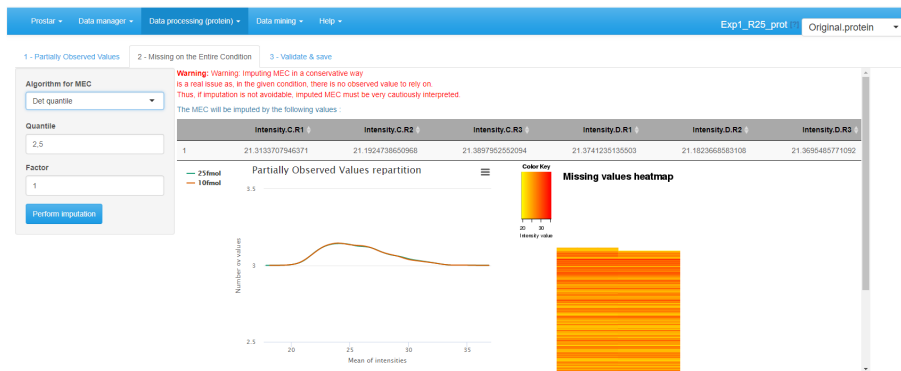 Prostar Data manager Data processing (protein) Data mining Help Exp1_R25_prot Original.protein
1 - Partially Observed Values 2 - Missing on the Entire Condition 3 - Validate & save
Warning: Warning: Imputing MEC in a conservative way
is a real issue as, in the given condition, there is no observed value to rely on.
Thus, if imputation is not avoidable, imputed MEC must be very cautiously interpreted.
The MEC will be imputed by the following values :
Algorithm for MEC
Det quantile
Quantile
2,5
Factor
1
Perform imputation
Intensity.C.R1 Intensity.C.R2 Intensity.C.R3 Intensity.D.R1 Intensity.D.R2 Intensity.D.R3
1 21.3133707946371 21.1924738650968 21.3897952552094 21.3741235135503 21.1823668583108 21.3695485771092
25fmol
10fmol
Partially Observed Values repartition
3.5
3
2.5
Number ov values
20 25 30 35
Mean of intensities
Color Key
20 30
Intensity value
Missing values heatmap